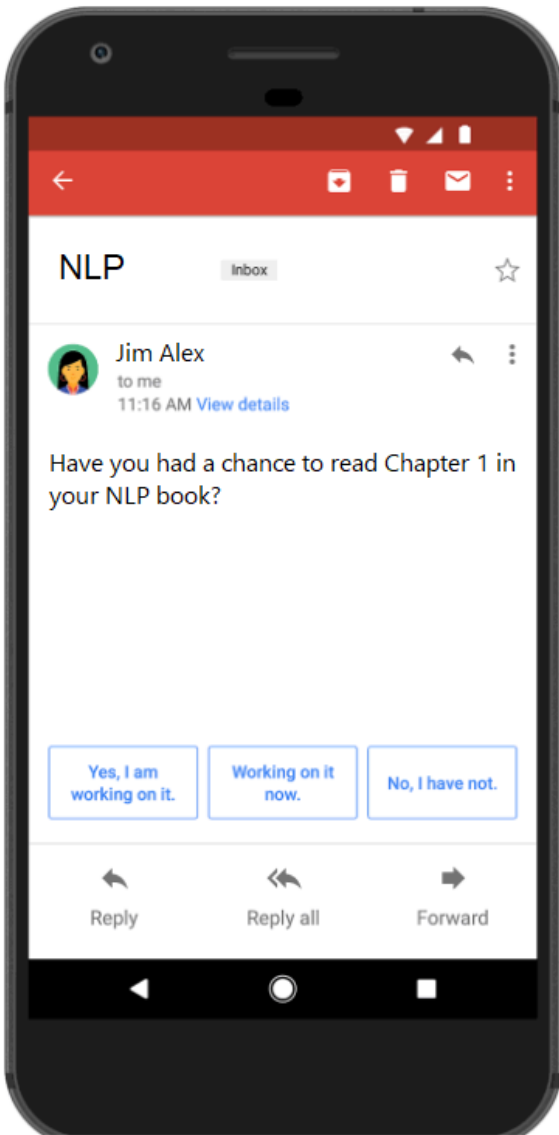 NLP Inbox
Jim Alex
to me
11:16 AM View details
Have you had a chance to read Chapter 1 in
your NLP book?
Yes, I am
working on it.
Working on it
now.
No, I have not.
Reply Reply all Forward